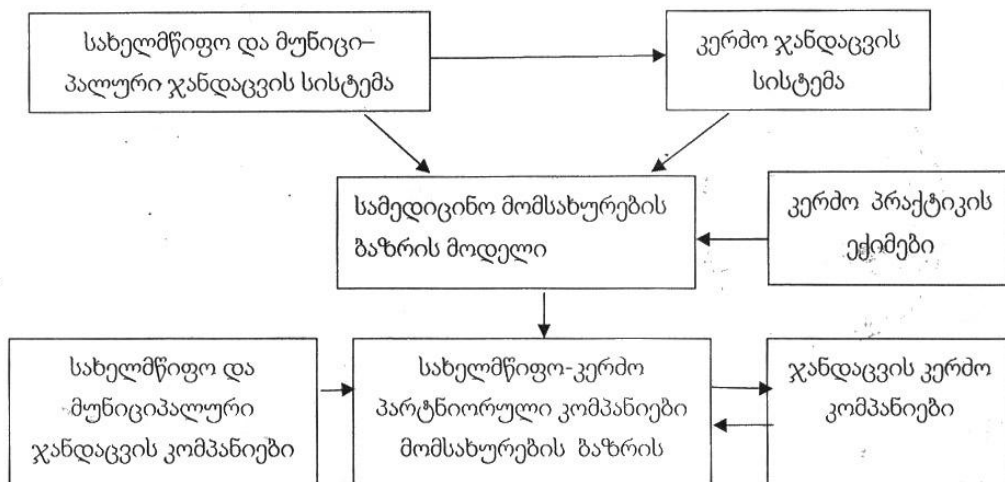 სახელმწიფო და მუნიცი–
პალური ჯანდაცვის სისტემა
კერძო ჯანდაცვის
სისტემა
სამედიცინო მომსახურების
ბაზრის მოდელი
კერძო პრაქტიკის
ექიმები
სახელმწიფო და
მუნიციპალური
ჯანდაცვის კომპანიები
სახელმწიფო-კერძო
პარტნიორული კომპანიები
მომსახურების ბაზრის
ჯანდაცვის კერძო
კომპანიები